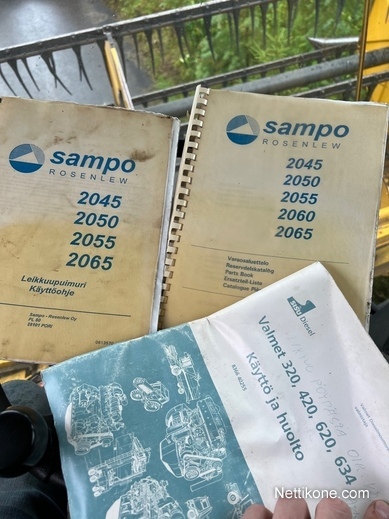 sampo
ROSENLEW
2045
2050
2055
2065
Leikkuupuimuri
Käyttöohje
Sampo - Rosenlew Oy
PL 50
28101 PORI
sampo
ROSENLEW
2045
2050
2055
2060
2065
Varaosaluettelo
Reservdelskatalog
Parts Book
Ersatzteil-Liste
Catalogue
Sisu Diesel
Valmet 320, 420, 620, 634
Käyttö ja huolto
Nettikone.com